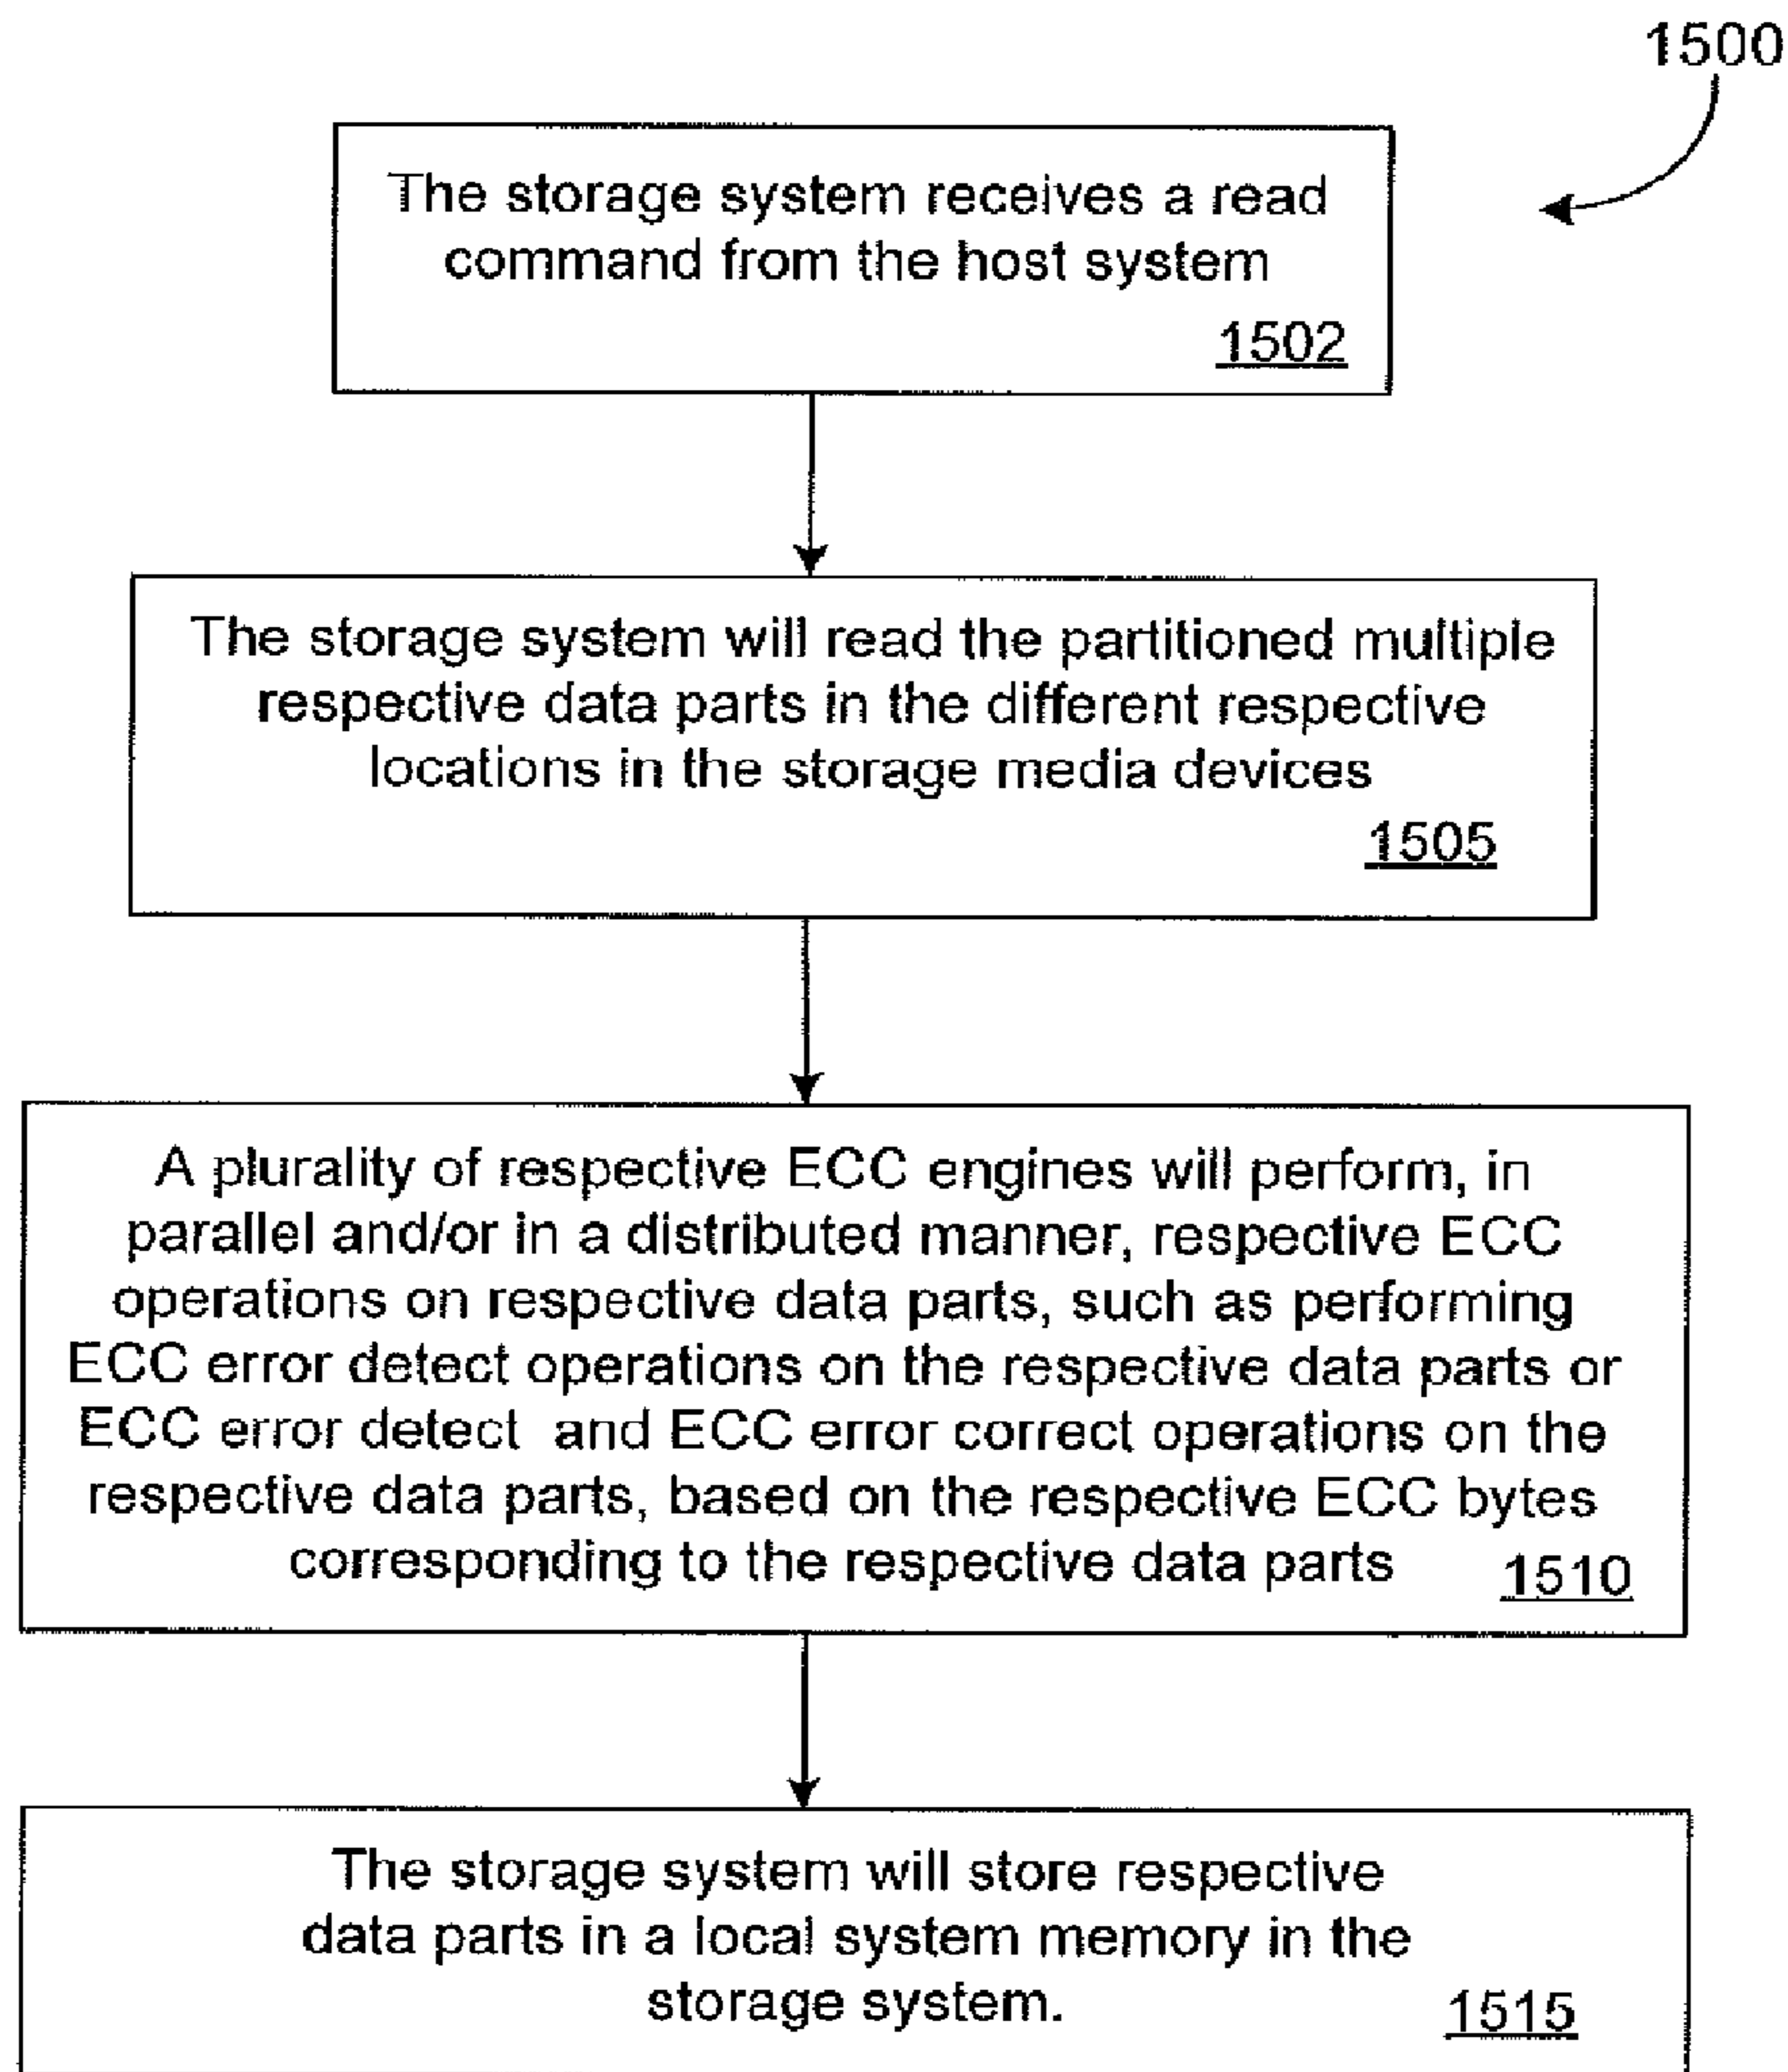 1500
The storage system receives a read
command from the host system
1502
The storage system will read the partitioned multiple
respective data parts in the different respective
locations in the storage media devices
1505
A plurality of respective ECC engines will perform, in
parallel and/or in a distributed manner, respective ECC
operations on respective data parts, such as performing
ECC error detect operations on the respective data parts or
ECC error detect and ECC error correct operations on the
respective data parts, based on the respective ECC bytes
corresponding to the respective data parts 1510
The storage system will store respective
data parts in a local system memory in the
storage system. 1515